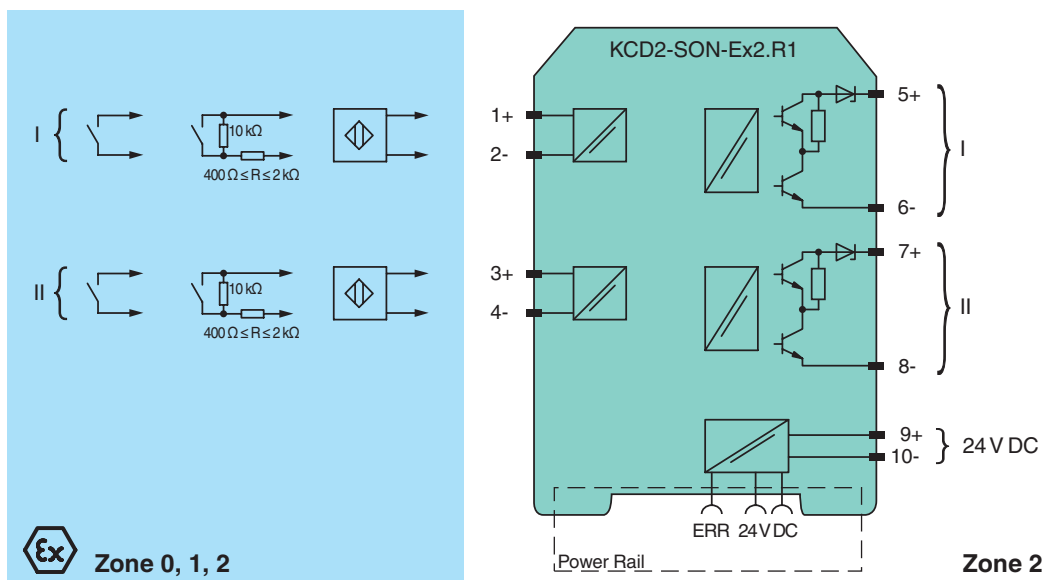 KCD2-SON-Ex2.R1
I
10 kΩ
400 Ω ≤ R ≤ 2 kΩ
1+
2-
5+
6-
I
II
10 kΩ
400 Ω ≤ R ≤ 2 kΩ
3+
4-
7+
8-
II
9+
10-
24 V DC
ERR 24 V DC
Power Rail
Ex
Zone 0, 1, 2
Zone 2